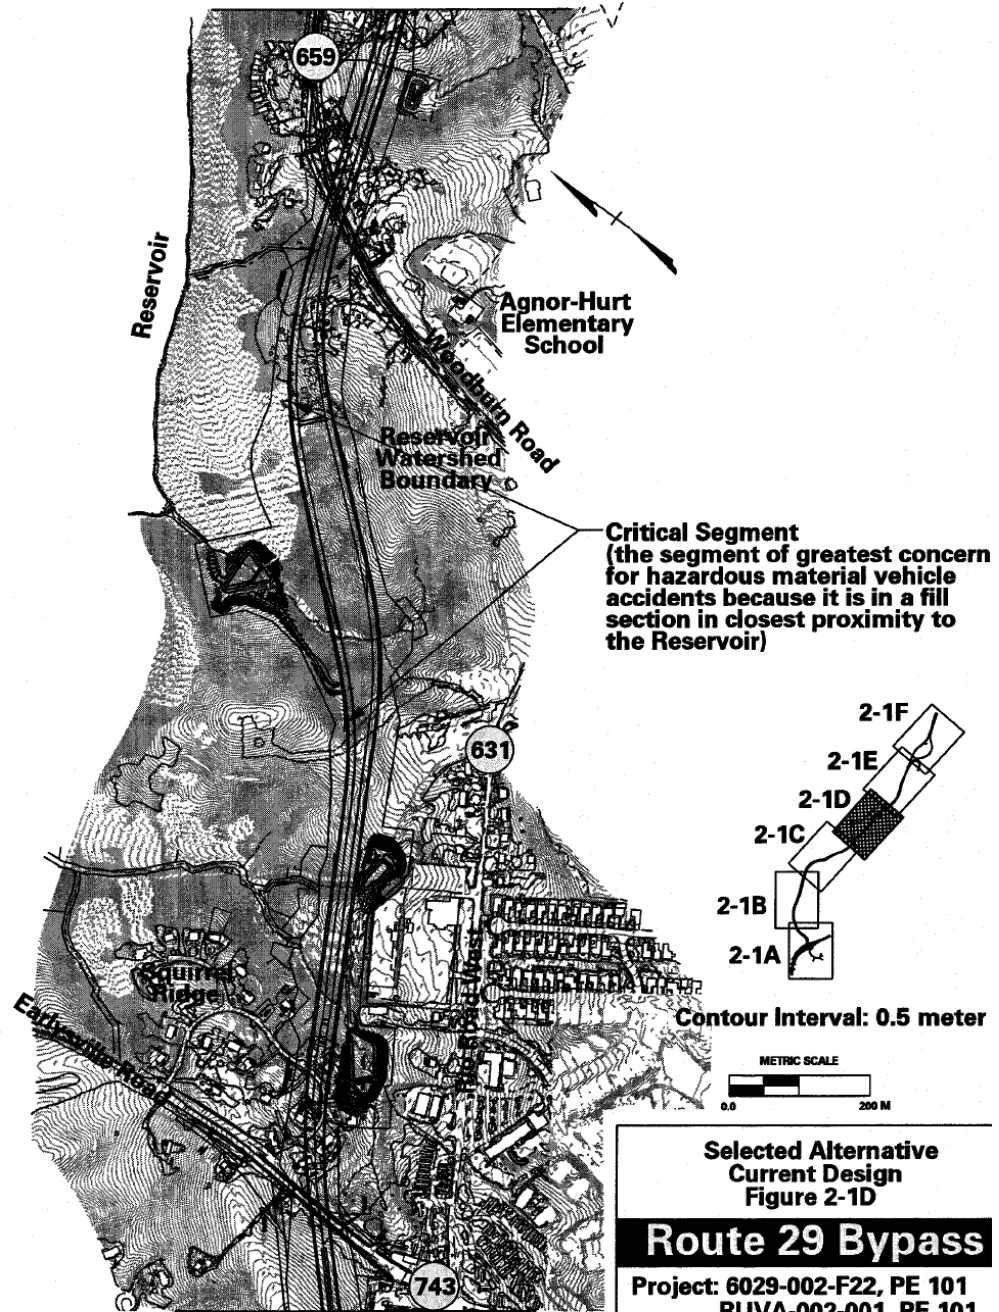 659
Reservoir
Agnor-Hurt
Elementary
School
Woodburn Road
Reservoir
Watershed
Boundary
Critical Segment
(the segment of greatest concern
for hazardous material vehicle
accidents because it is in a fill
section in closest proximity to
the Reservoir)
631
2-1F
2-1E
2-1D
2-1C
2-1B
2-1A
Squirrel
Ridge
Rio Road West
Earlysville Road
Contour Interval: 0.5 meter
METRIC SCALE
0.0 200 M
743
Selected Alternative
Current Design
Figure 2-1D
Route 29 Bypass
Project: 6029-002-F22, PE 101